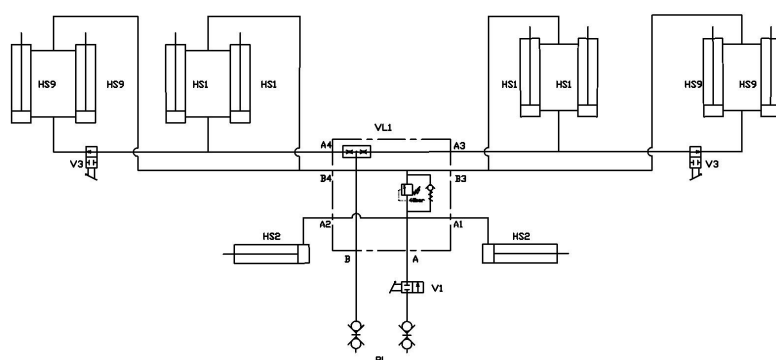 HS9 HS9 HS1 HS1 HS1 HS1 HS9 HS9
VL1
A4 A3
V3 V3
B4 B3
A2 A1
HS2 HS2
B A
V1